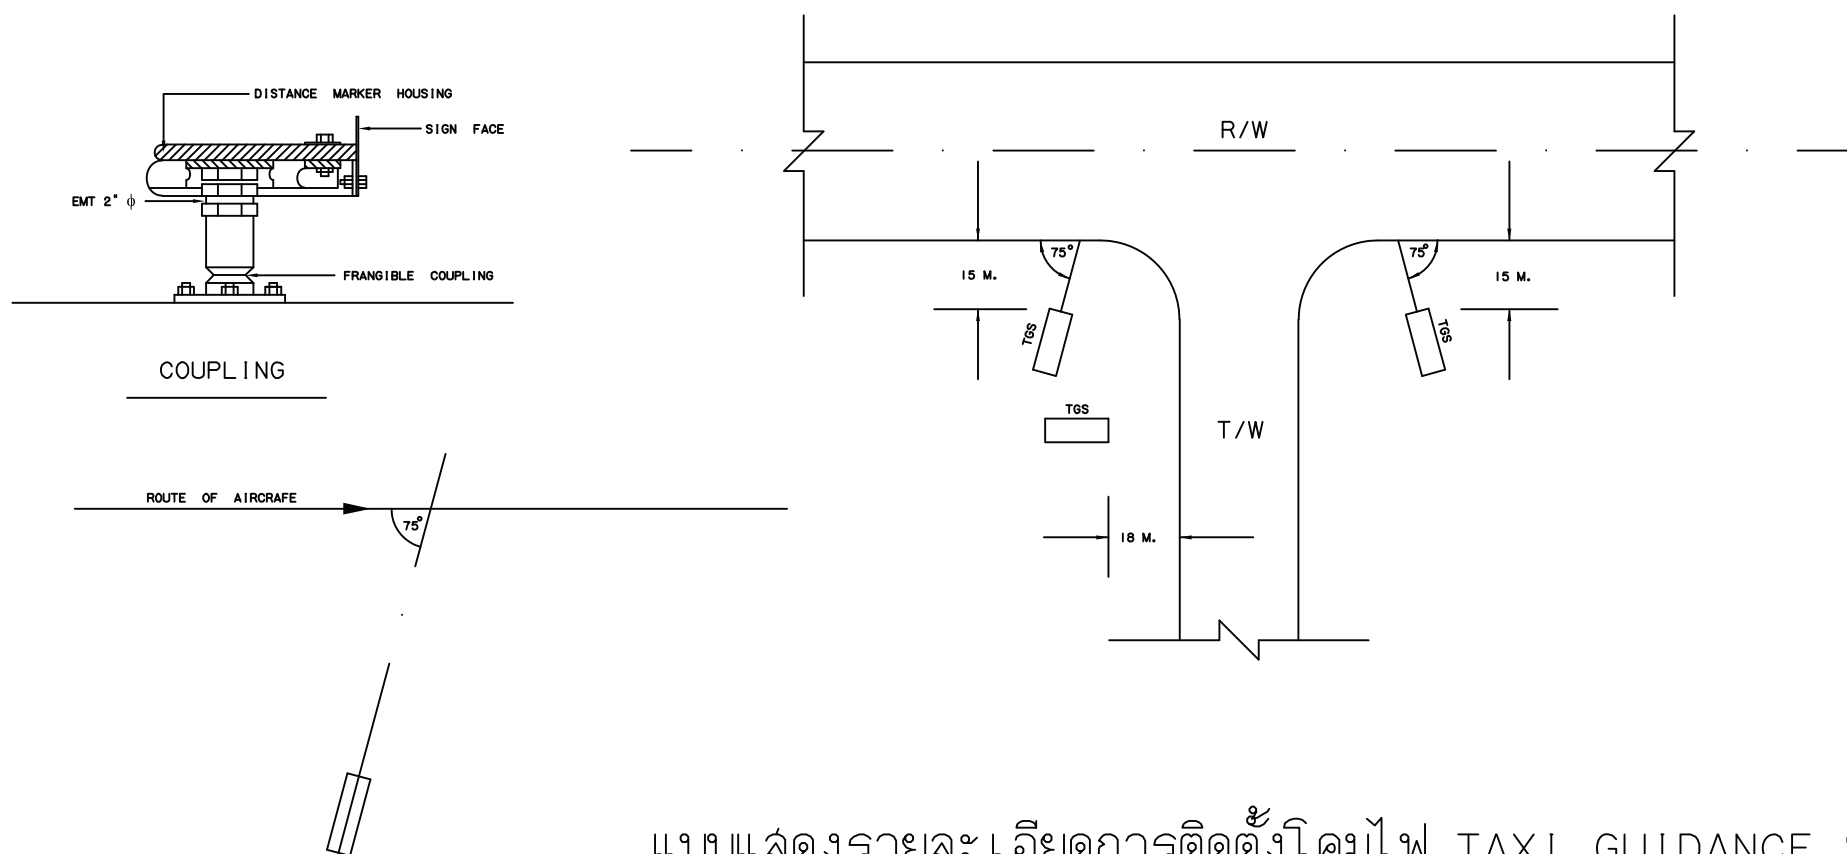 DISTANCE MARKER HOUSING
SIGN FACE
EMT 2" ϕ
FRANGIBLE COUPLING
COUPLING
ROUTE OF AIRCRAFE
75°
R/W
75°
15 M.
TGS
75°
15 M.
TGS
TGS
T/W
18 M.
แบบแสดงรายละเอียดการติดตั้งโคมไฟ TAXI GUIDANCE